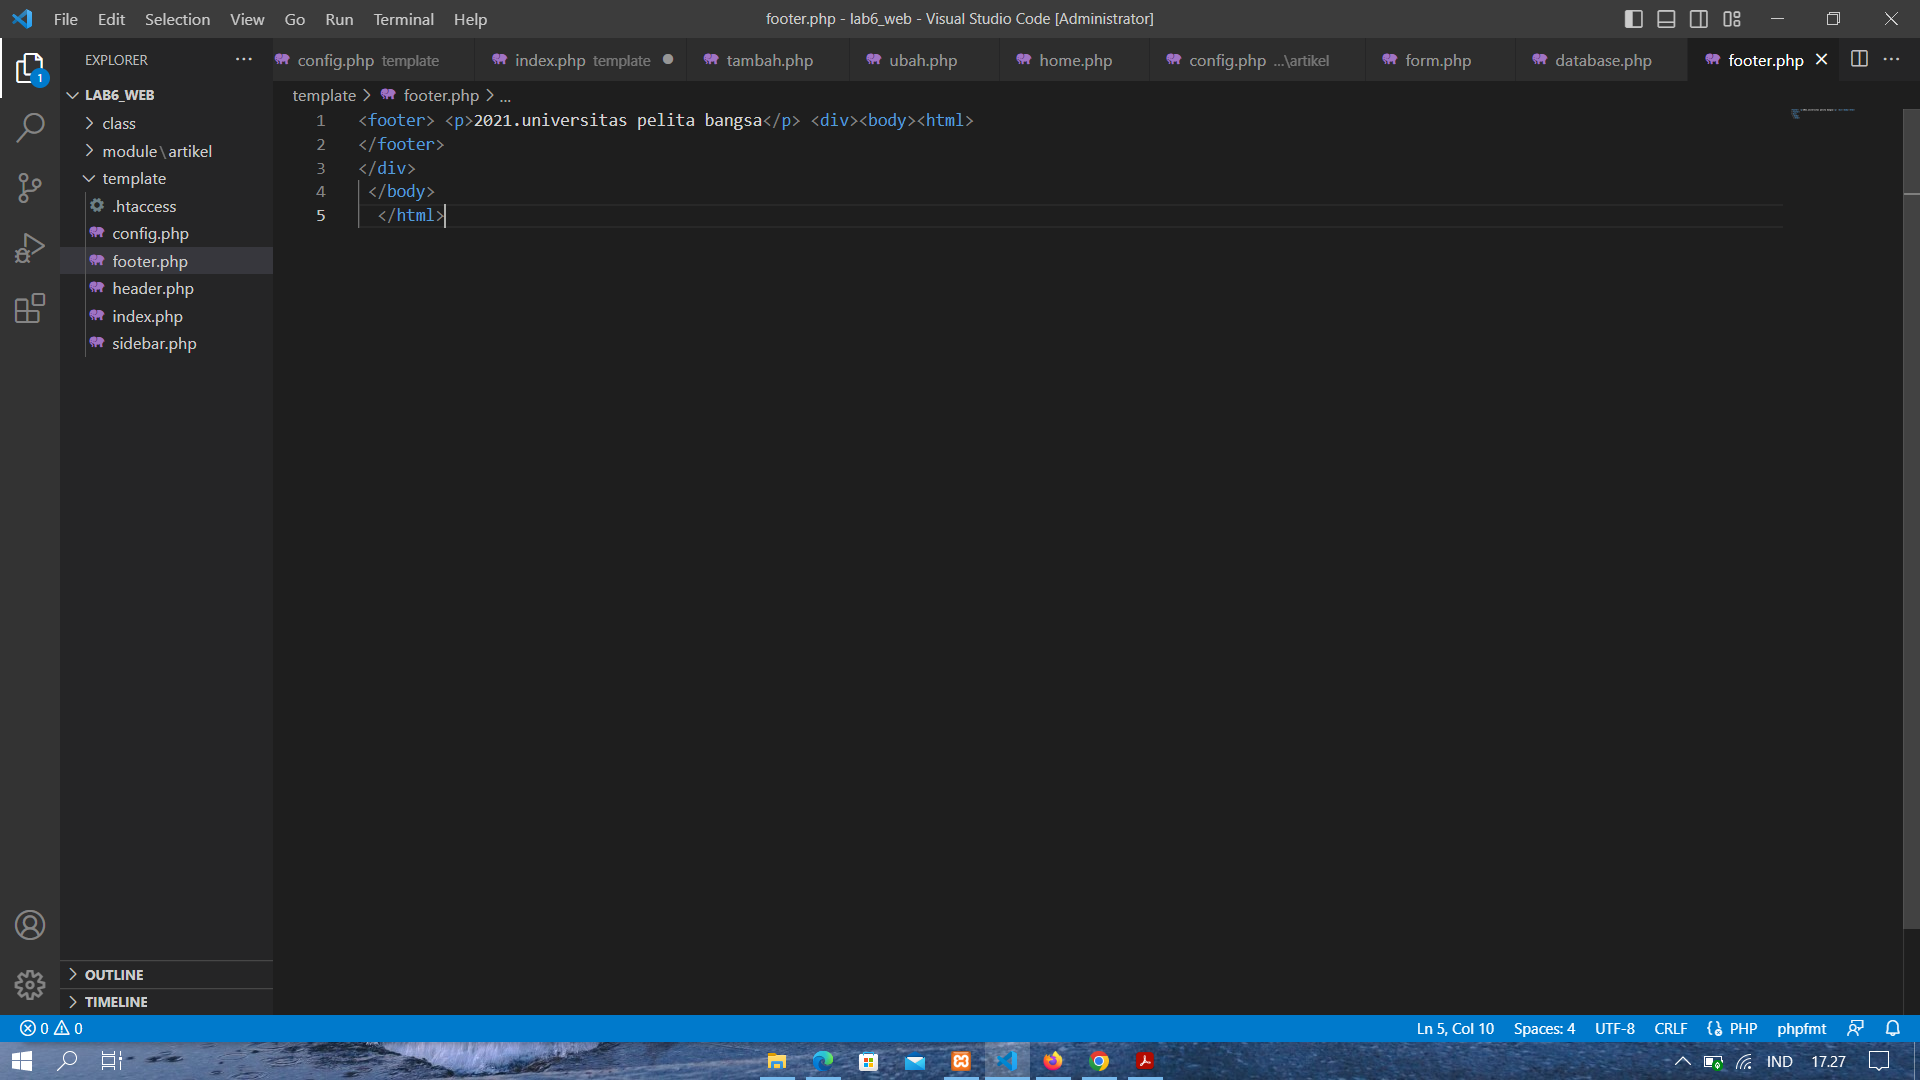 File Edit Selection View Go Run Terminal Help
footer.php - lab6_web - Visual Studio Code [Administrator]
EXPLORER
config.php template
index.php template
tambah.php
ubah.php
home.php
config.php ...\artikel
form.php
database.php
footer.php
1
LAB6_WEB
class
module\artikel
template
.htaccess
config.php
footer.php
header.php
index.php
sidebar.php
template > footer.php > ...
1 <footer> <p>2021.universitas pelita bangsa</p> <div><body><html>
2 </footer>
3 </div>
4 </body>
5 </html>
OUTLINE
TIMELINE
0 0
Ln 5, Col 10 Spaces: 4 UTF-8 CRLF PHP phpfmt
IND 17.27